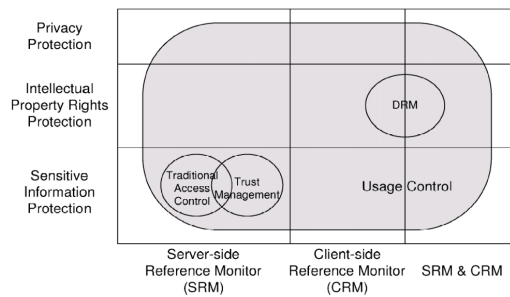 Privacy
Protection
Intellectual
Property Rights
Protection
DRM
Sensitive
Information
Protection
Traditional
Access
Control
Trust
Management
Usage Control
Server-side
Reference Monitor
(SRM)
Client-side
Reference Monitor
(CRM)
SRM & CRM